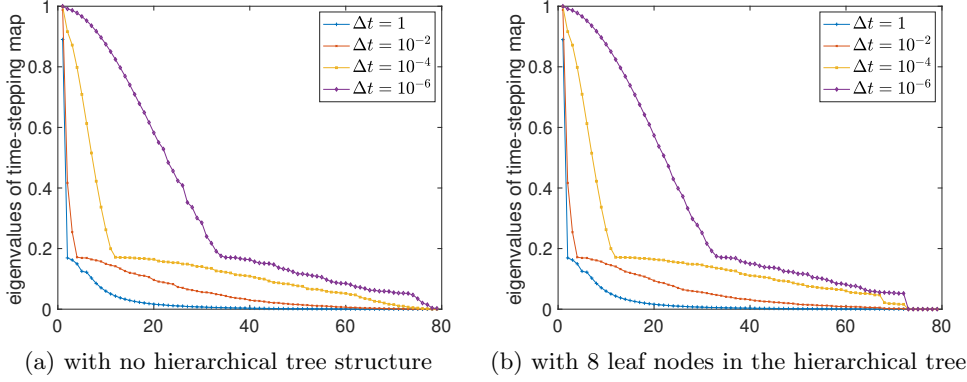 eigenvalues of time-stepping map
1
0.8
0.6
0.4
0.2
0
0 20 40 60 80
Δt = 1
Δt = 10⁻²
Δt = 10⁻⁴
Δt = 10⁻⁶
(a) with no hierarchical tree structure
eigenvalues of time-stepping map
1
0.8
0.6
0.4
0.2
0
0 20 40 60 80
Δt = 1
Δt = 10⁻²
Δt = 10⁻⁴
Δt = 10⁻⁶
(b) with 8 leaf nodes in the hierarchical tree